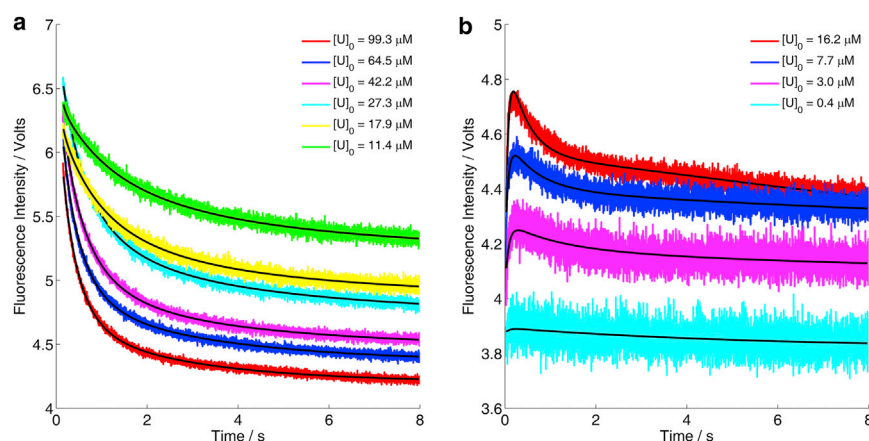 a
7
6.5
6
5.5
5
4.5
4
0
2
4
6
8
Fluorescence Intensity / Volts
Time / s
[U]0 = 99.3 μM
[U]0 = 64.5 μM
[U]0 = 42.2 μM
[U]0 = 27.3 μM
[U]0 = 17.9 μM
[U]0 = 11.4 μM
b
5
4.8
4.6
4.4
4.2
4
3.8
3.6
0
2
4
6
8
Fluorescence Intensity / Volts
Time / s
[U]0 = 16.2 μM
[U]0 = 7.7 μM
[U]0 = 3.0 μM
[U]0 = 0.4 μM